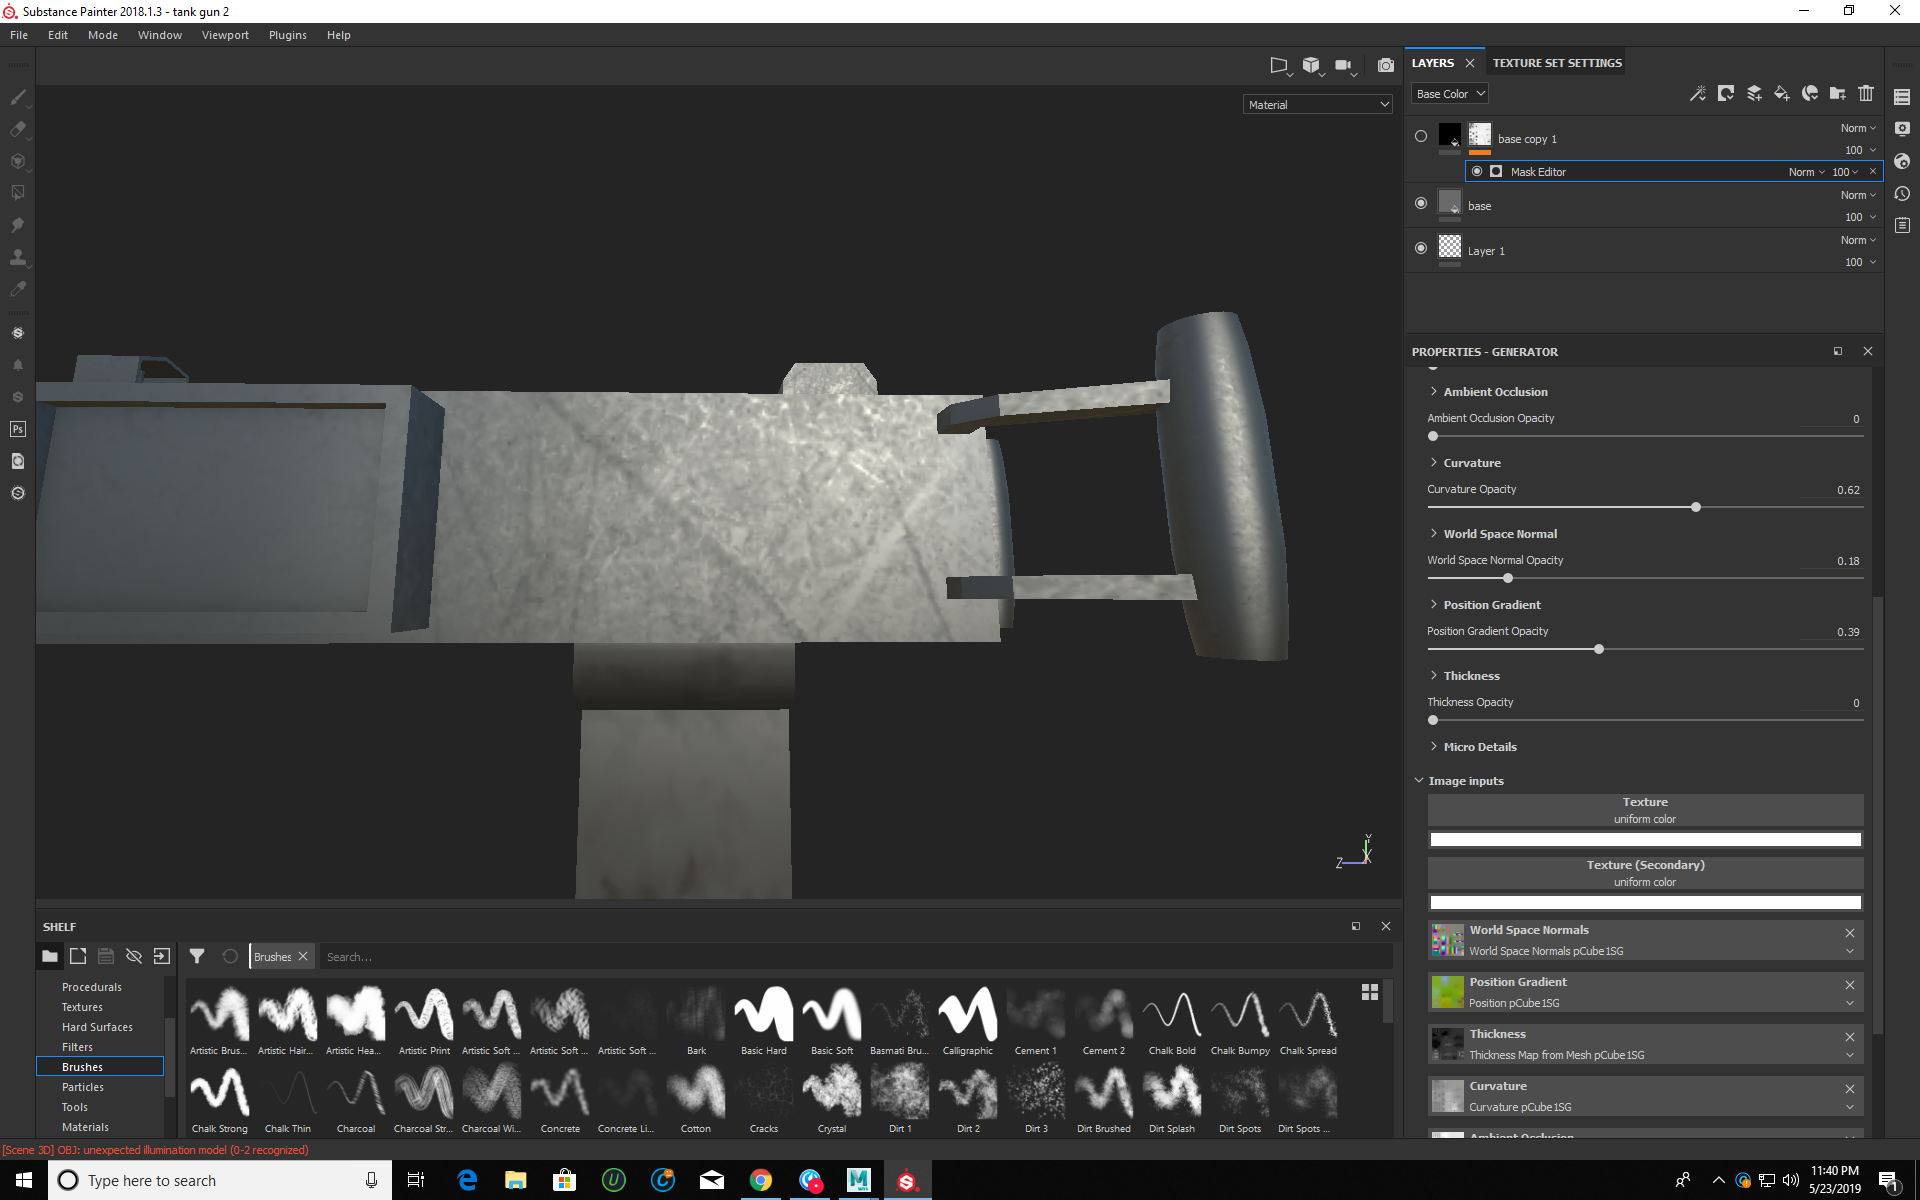 Substance Painter 2018.1.3 - tank gun 2
File Edit Mode Window Viewport Plugins Help
LAYERS TEXTURE SET SETTINGS
Base Color
Material
base copy 1
Norm
100
Mask Editor Norm 100
base
Norm
100
Layer 1
Norm
100
PROPERTIES - GENERATOR
Ambient Occlusion
Ambient Occlusion Opacity 0
Curvature
Curvature Opacity 0.62
World Space Normal
World Space Normal Opacity 0.18
Position Gradient
Position Gradient Opacity 0.39
Thickness
Thickness Opacity 0
Micro Details
Image inputs
Texture
uniform color
Texture (Secondary)
uniform color
World Space Normals
World Space Normals pCube1SG
Position Gradient
Position pCube1SG
Thickness
Thickness Map from Mesh pCube1SG
Curvature
Curvature pCube1SG
Ambient Occlusion
Y
Z X
Ps
SHELF
Brushes Search...
Procedurals
Textures
Hard Surfaces
Filters
Brushes
Particles
Tools
Materials
Artistic Brus... Artistic Hair... Artistic Hea... Artistic Print Artistic Soft ... Artistic Soft ... Artistic Soft ... Bark Basic Hard Basic Soft Basmati Bru... Calligraphic Cement 1 Cement 2 Chalk Bold Chalk Bumpy Chalk Spread
Chalk Strong Chalk Thin Charcoal Charcoal Str... Charcoal Wi... Concrete Concrete Li... Cotton Cracks Crystal Dirt 1 Dirt 2 Dirt 3 Dirt Brushed Dirt Splash Dirt Spots Dirt Spots ...
[Scene 3D] OBJ: unexpected illumination model (0-2 recognized)
Type here to search
11:40 PM
5/23/2019
1